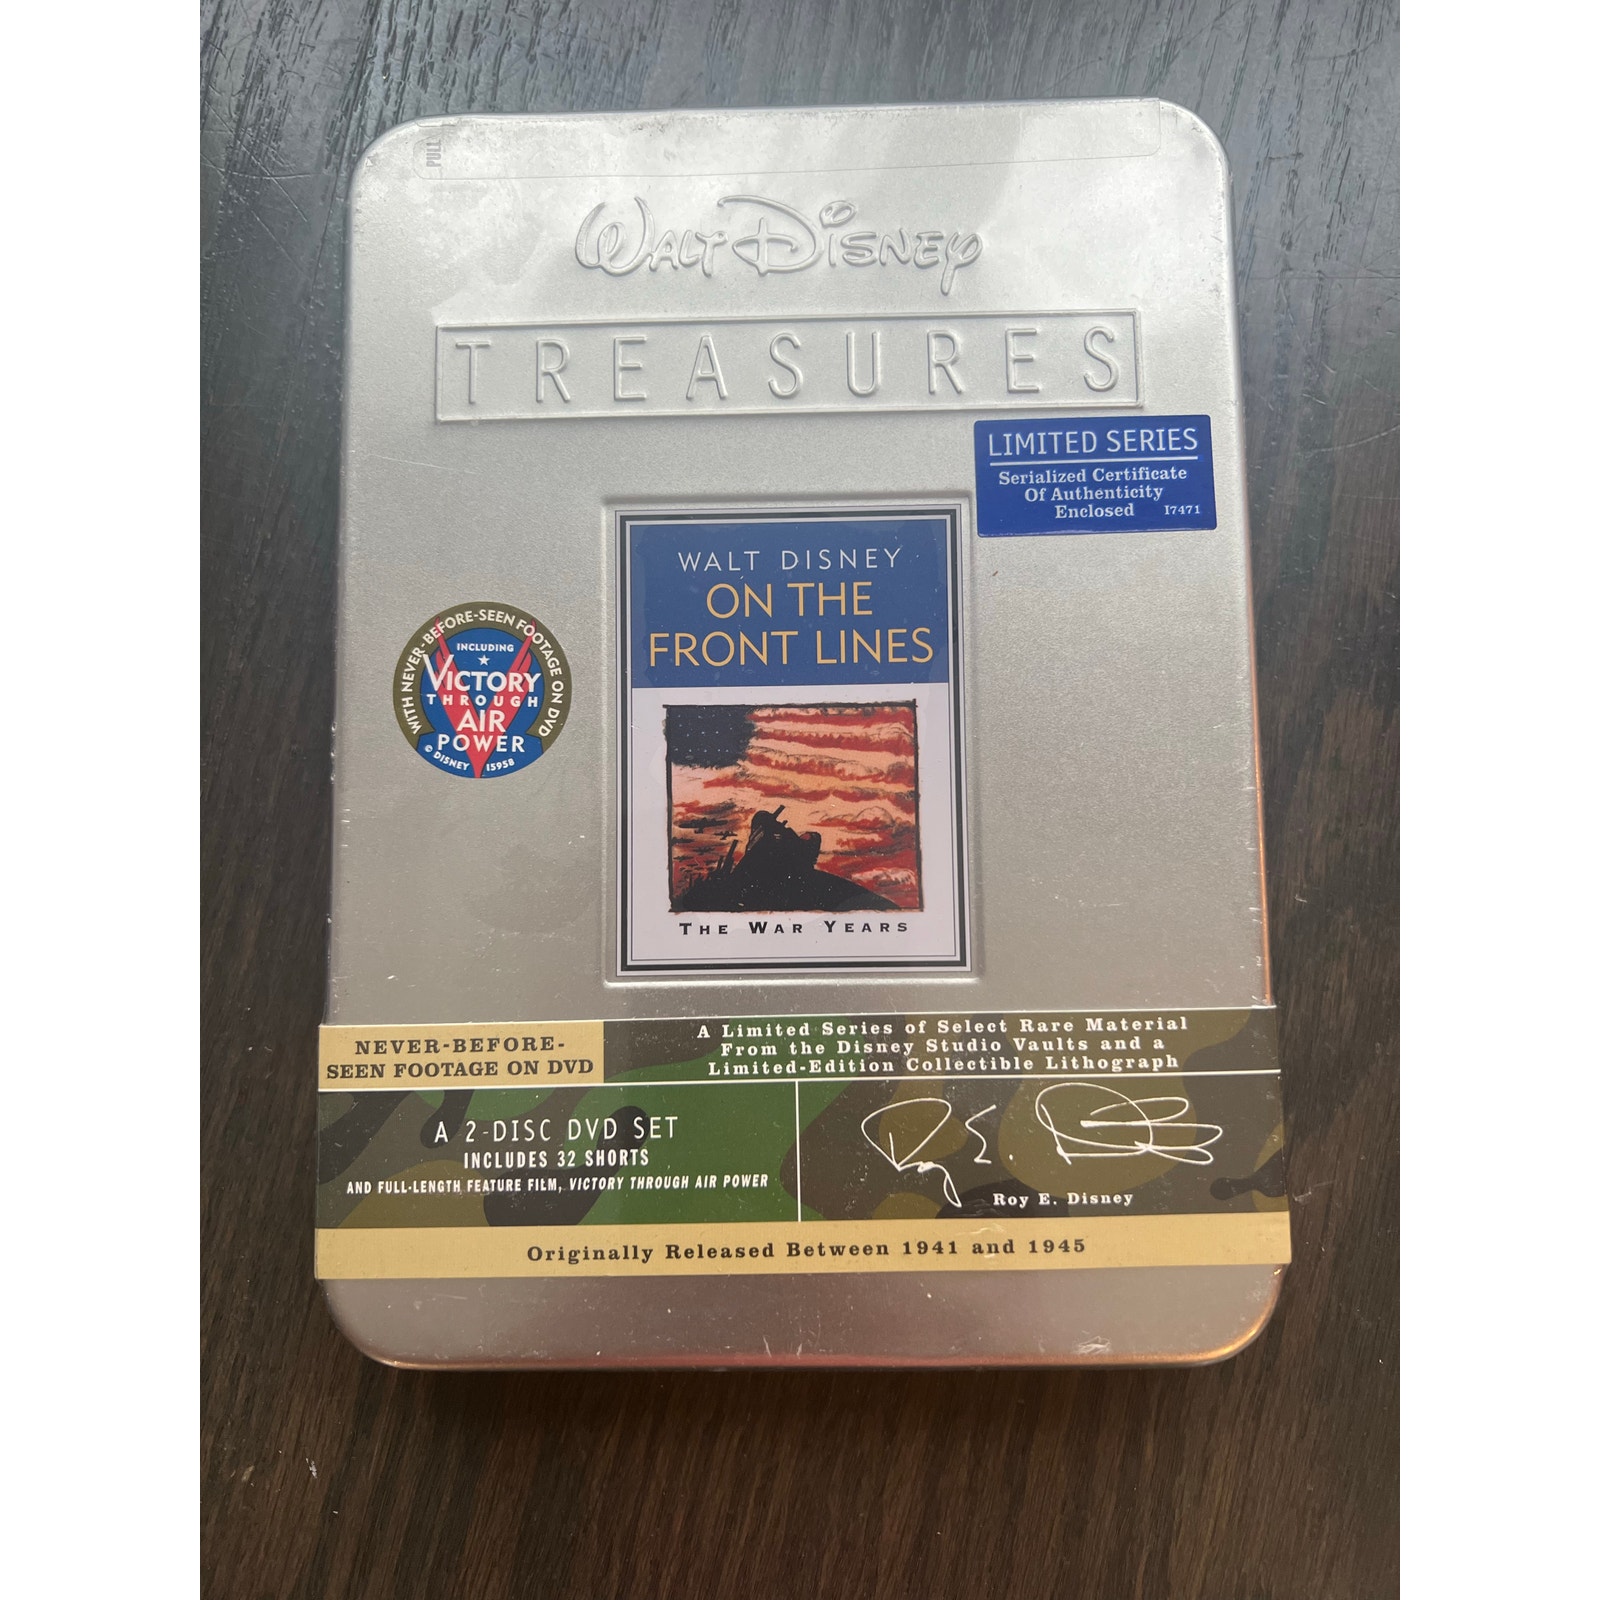 PULL
WALT DISNEY
TREASURES
LIMITED SERIES
Serialized Certificate
Of Authenticity
Enclosed I7471
WALT DISNEY
ON THE
FRONT LINES
THE WAR YEARS
WITH NEVER-BEFORE-SEEN FOOTAGE ON DVD
INCLUDING
VICTORY
THROUGH
AIR
POWER
© DISNEY 15958
NEVER-BEFORE-
SEEN FOOTAGE ON DVD
A Limited Series of Select Rare Material
From the Disney Studio Vaults and a
Limited-Edition Collectible Lithograph
A 2-DISC DVD SET
INCLUDES 32 SHORTS
AND FULL-LENGTH FEATURE FILM, VICTORY THROUGH AIR POWER
Roy E. Disney
Roy E. Disney
Originally Released Between 1941 and 1945